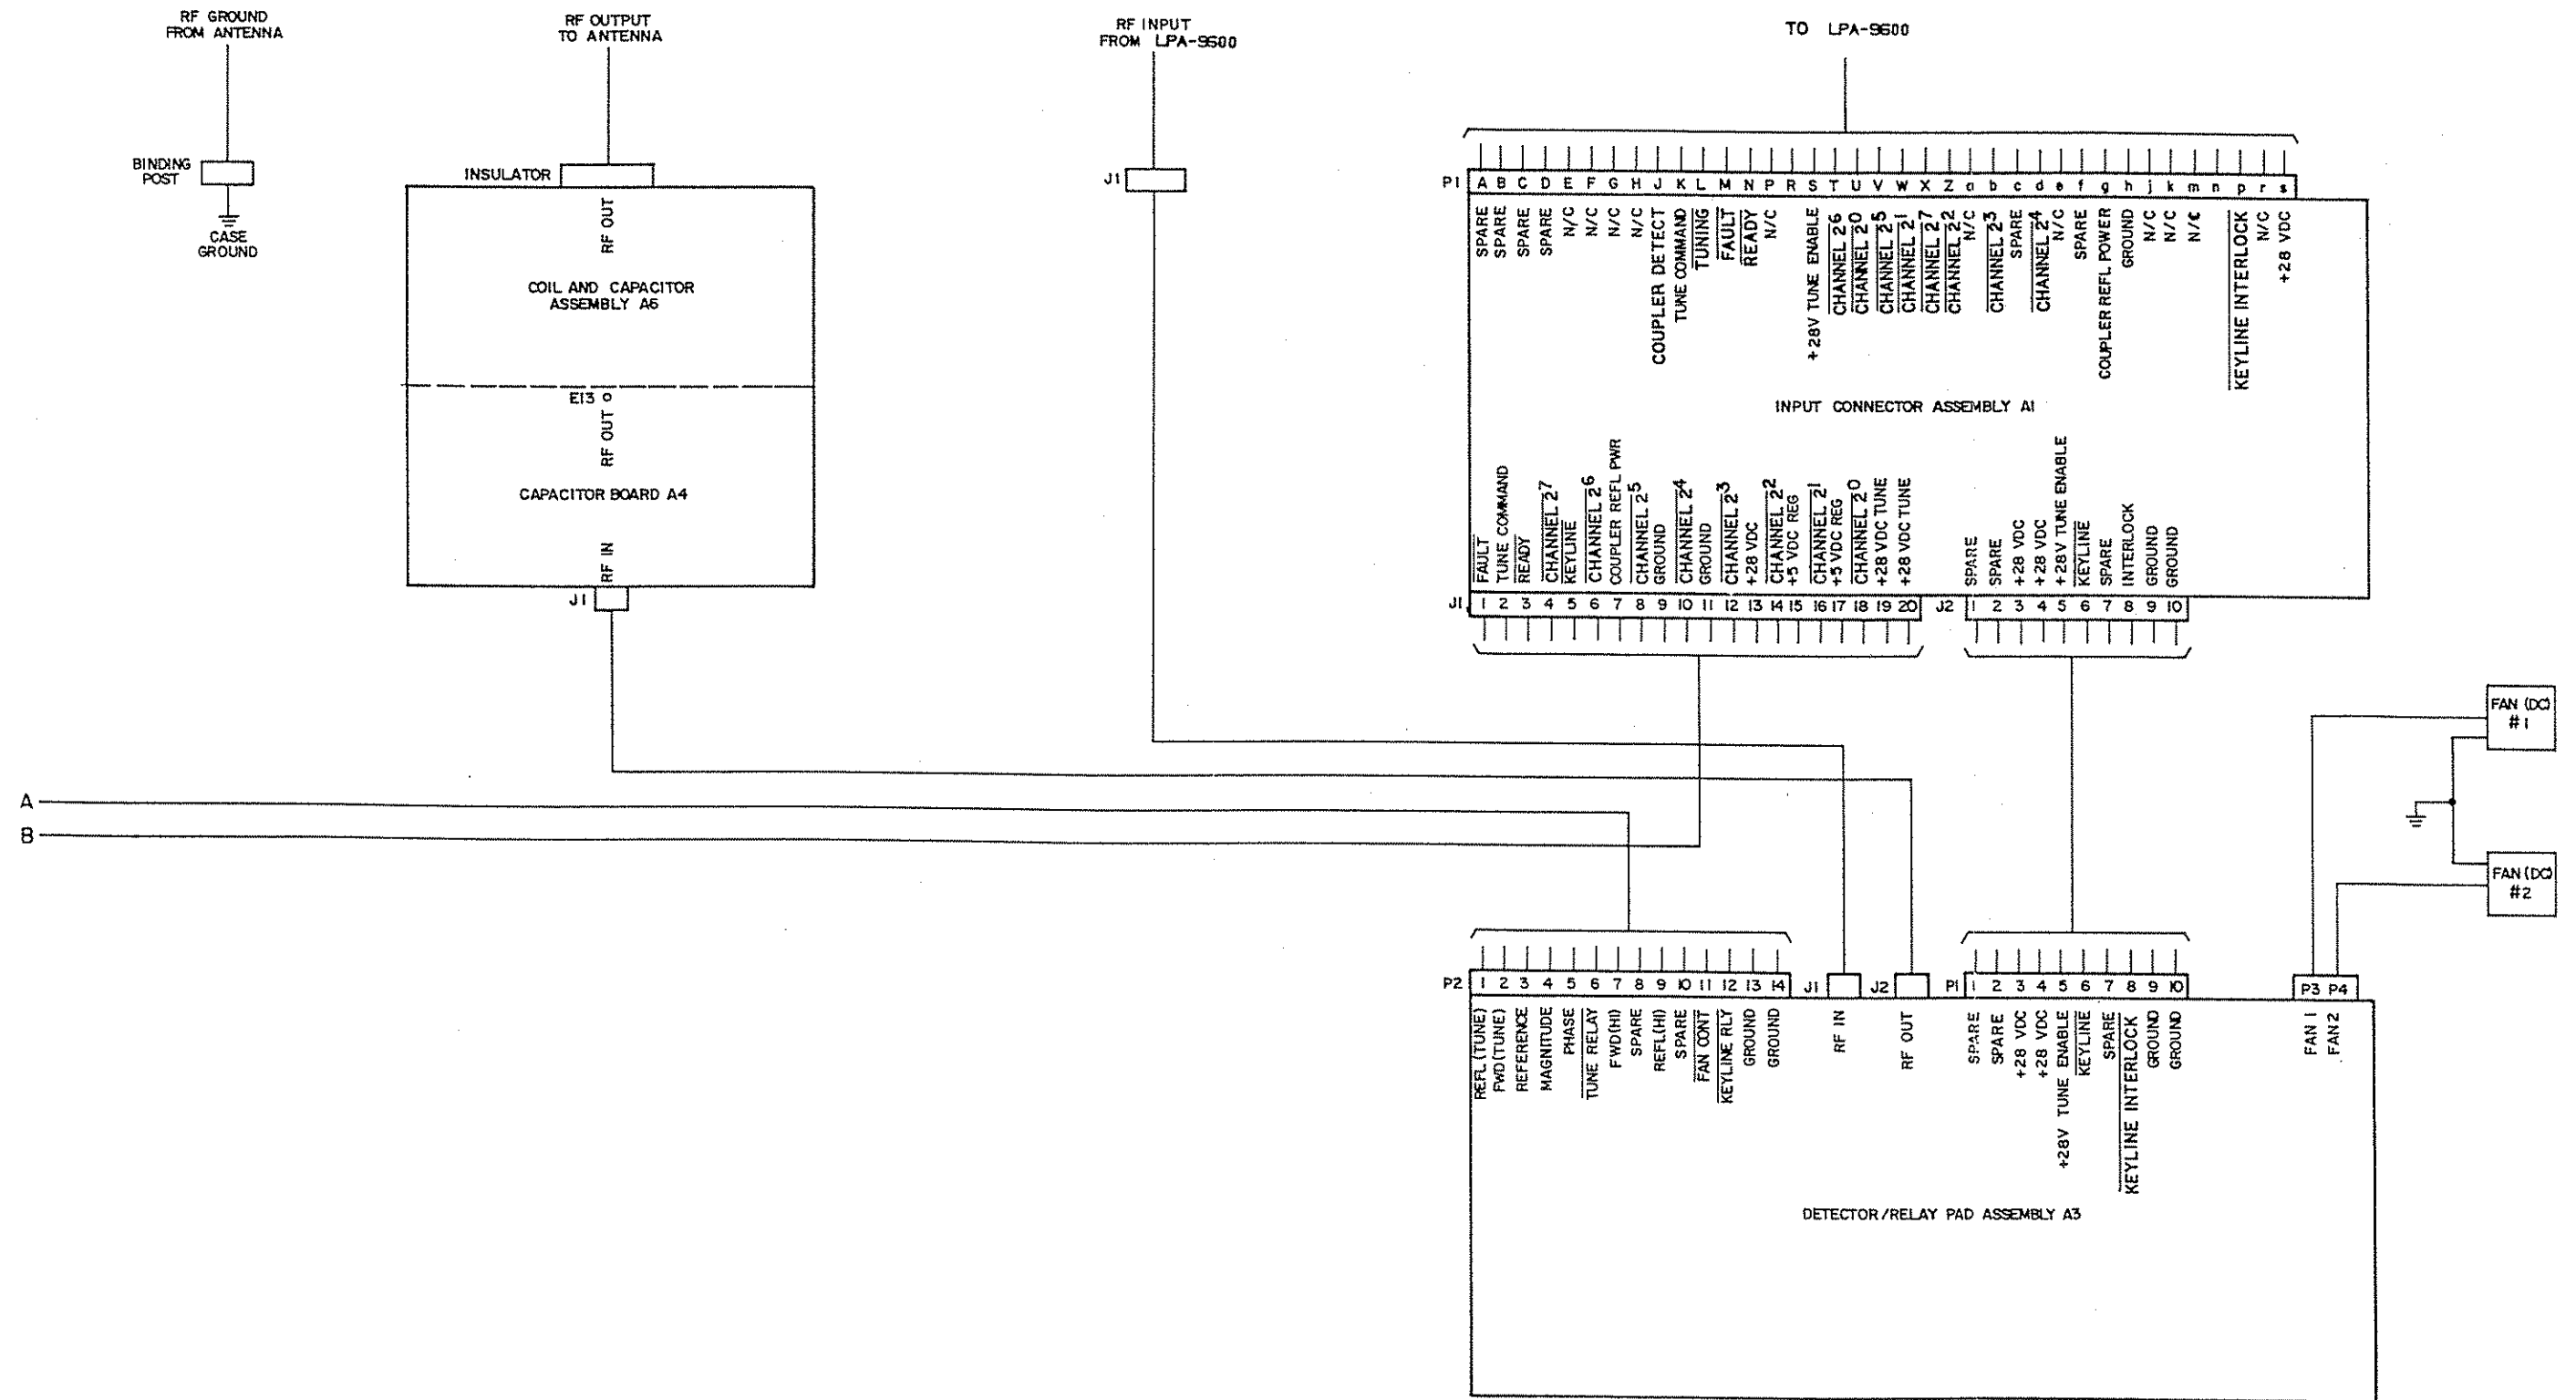 RF GROUND
FROM ANTENNA
RF OUTPUT
TO ANTENNA
RF INPUT
FROM LPA-9600
TO LPA-9600
BINDING
POST
CASE
GROUND
INSULATOR
RF OUT
COIL AND CAPACITOR
ASSEMBLY A6
E13
RF OUT
CAPACITOR BOARD A4
RF IN
J1
J1
P1 A B C D E F G H J K L M N P R S T U V W X Z a b c d e f g h j k m n p r s
SPARE
SPARE
SPARE
SPARE
N/C
N/C
N/C
N/C
COUPLER DETECT
TUNE COMMAND
TUNING
FAULT
READY
N/C
+28V TUNE ENABLE
CHANNEL 2⁶
CHANNEL 2⁰
CHANNEL 2⁵
CHANNEL 2¹
CHANNEL 2⁷
CHANNEL 2²
N/C
CHANNEL 2³
SPARE
CHANNEL 2⁴
N/C
SPARE
COUPLER REFL POWER
GROUND
N/C
N/C
N/C
KEYLINE INTERLOCK
N/C
+28 VDC
INPUT CONNECTOR ASSEMBLY A1
FAULT
TUNE COMMAND
READY
CHANNEL 2⁷
KEYLINE
CHANNEL 2⁶
COUPLER REFL PWR
CHANNEL 2⁵
GROUND
CHANNEL 2⁴
GROUND
CHANNEL 2³
+28 VDC
CHANNEL 2²
+5 VDC REG
CHANNEL 2¹
+5 VDC REG
CHANNEL 2⁰
+28 VDC TUNE
+28 VDC TUNE
SPARE
SPARE
+28 VDC
+28 VDC
+28V TUNE ENABLE
KEYLINE
SPARE
INTERLOCK
GROUND
GROUND
J1 1 2 3 4 5 6 7 8 9 10 11 12 13 14 15 16 17 18 19 20
J2 1 2 3 4 5 6 7 8 9 10
FAN (DC)
#1
A
B
FAN (DC)
#2
P2 1 2 3 4 5 6 7 8 9 10 11 12 13 14
J1
J2
P1 1 2 3 4 5 6 7 8 9 10
P3 P4
REFL (TUNE)
FWD (TUNE)
REFERENCE
MAGNITUDE
PHASE
TUNE RELAY
FWD (HI)
SPARE
REFL (HI)
SPARE
FAN CONT
KEYLINE RLY
GROUND
GROUND
RF IN
RF OUT
SPARE
SPARE
+28 VDC
+28 VDC
+28V TUNE ENABLE
KEYLINE
SPARE
KEYLINE INTERLOCK
GROUND
GROUND
FAN 1
FAN 2
DETECTOR/RELAY PAD ASSEMBLY A3